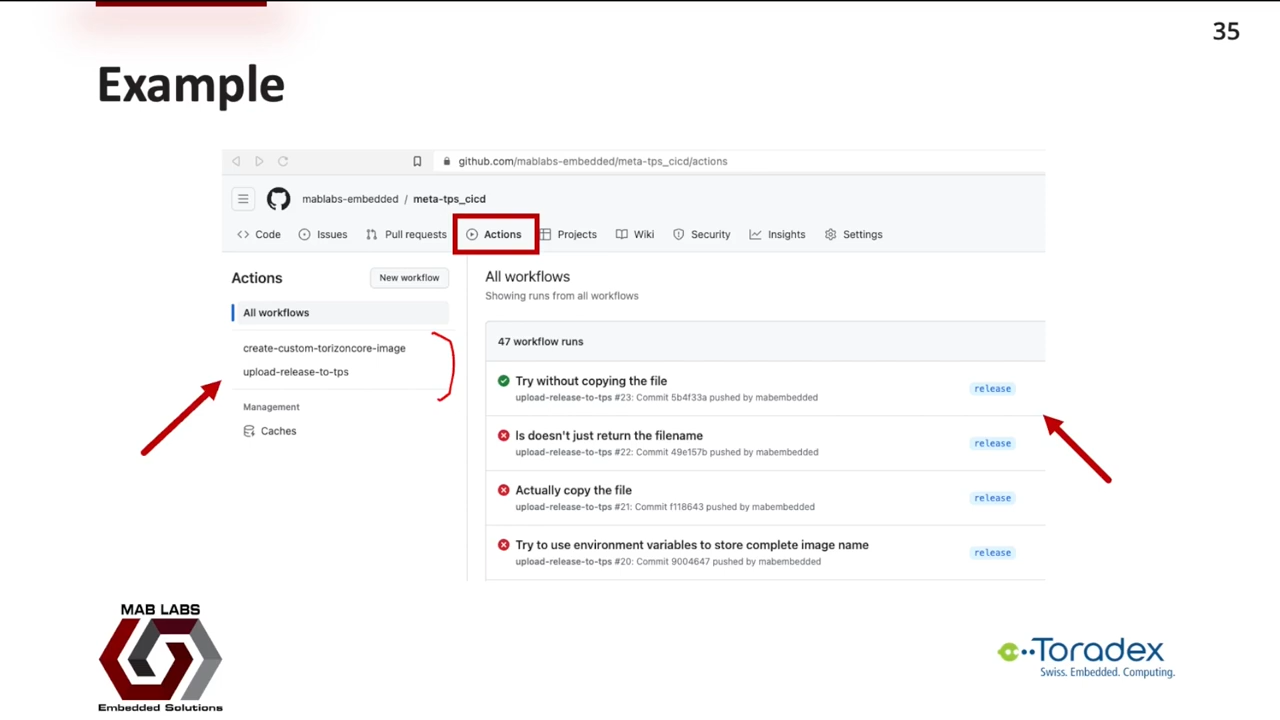 35
Example
github.com/mablabs-embedded/meta-tps_cicd/actions
mablabs-embedded / meta-tps_cicd
Code Issues Pull requests Actions Projects Wiki Security Insights Settings
Actions
New workflow
All workflows
create-custom-torizoncore-image
upload-release-to-tps
Management
Caches
All workflows
Showing runs from all workflows
47 workflow runs
Try without copying the file
upload-release-to-tps #23: Commit 5b4f33a pushed by mabembedded
release
ls doesn't just return the filename
upload-release-to-tps #22: Commit 49e157b pushed by mabembedded
release
Actually copy the file
upload-release-to-tps #21: Commit f118643 pushed by mabembedded
release
Try to use environment variables to store complete image name
upload-release-to-tps #20: Commit 9004647 pushed by mabembedded
release
MAB LABS
Embedded Solutions
Toradex
Swiss. Embedded. Computing.